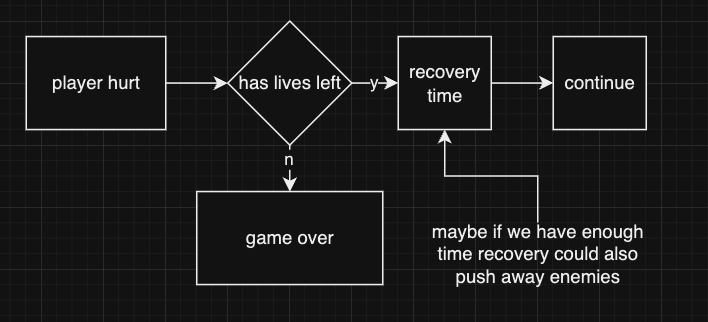 player hurt
has lives left
y
recovery
time
continue
n
game over
maybe if we have enough
time recovery could also
push away enemies